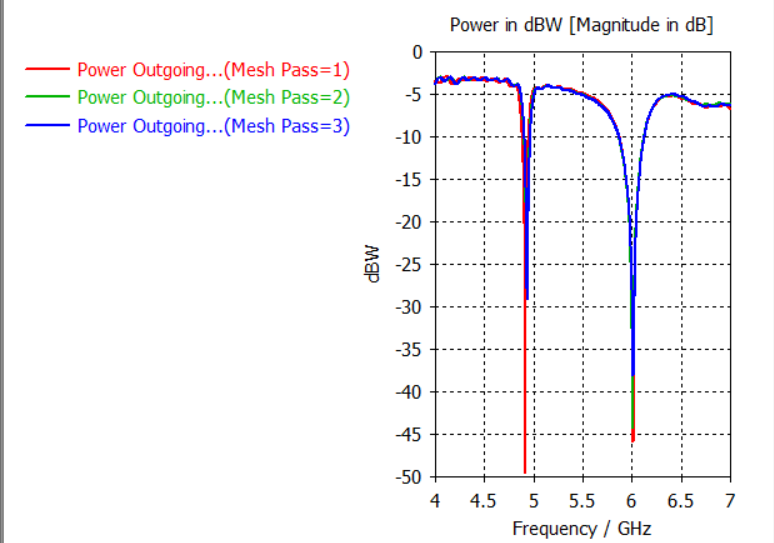 Power in dBW [Magnitude in dB]
Power Outgoing...(Mesh Pass=1)
Power Outgoing...(Mesh Pass=2)
Power Outgoing...(Mesh Pass=3)
0
-5
-10
-15
-20
-25
-30
-35
-40
-45
-50
dBW
4 4.5 5 5.5 6 6.5 7
Frequency / GHz